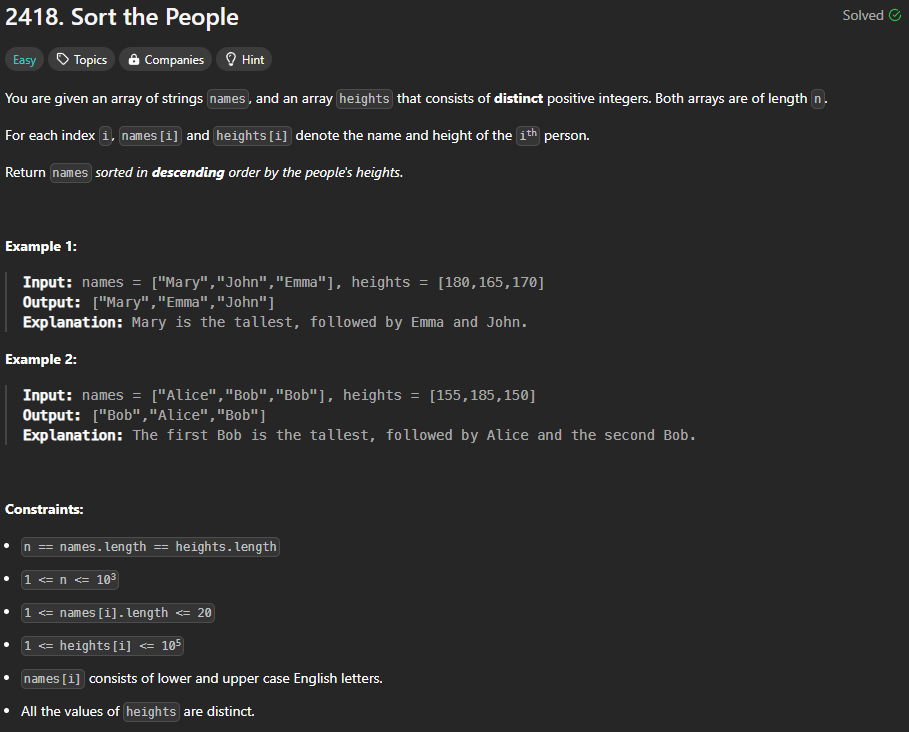 2418. Sort the People
Solved
Easy Topics Companies Hint
You are given an array of strings names, and an array heights that consists of distinct positive integers. Both arrays are of length n.
For each index i, names[i] and heights[i] denote the name and height of the ith person.
Return names sorted in descending order by the people's heights.
Example 1:
Input: names = ["Mary","John","Emma"], heights = [180,165,170]
Output: ["Mary","Emma","John"]
Explanation: Mary is the tallest, followed by Emma and John.
Example 2:
Input: names = ["Alice","Bob","Bob"], heights = [155,185,150]
Output: ["Bob","Alice","Bob"]
Explanation: The first Bob is the tallest, followed by Alice and the second Bob.
Constraints:
• n == names.length == heights.length
• 1 <= n <= 10³
• 1 <= names[i].length <= 20
• 1 <= heights[i] <= 10⁵
• names[i] consists of lower and upper case English letters.
• All the values of heights are distinct.